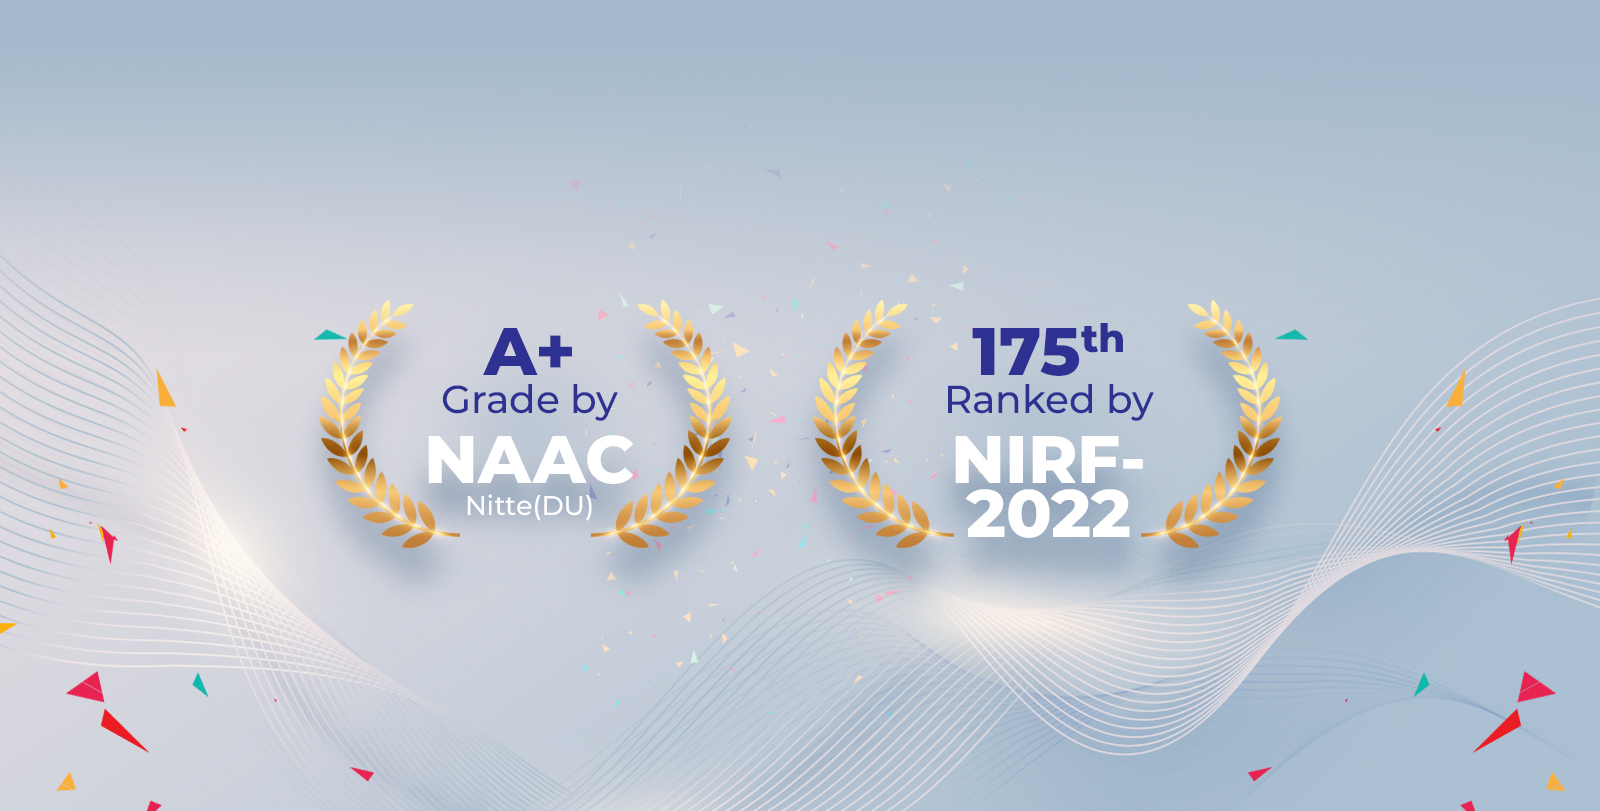 A+
Grade by
NAAC
Nitte(DU)
175th
Ranked by
NIRF-
2022